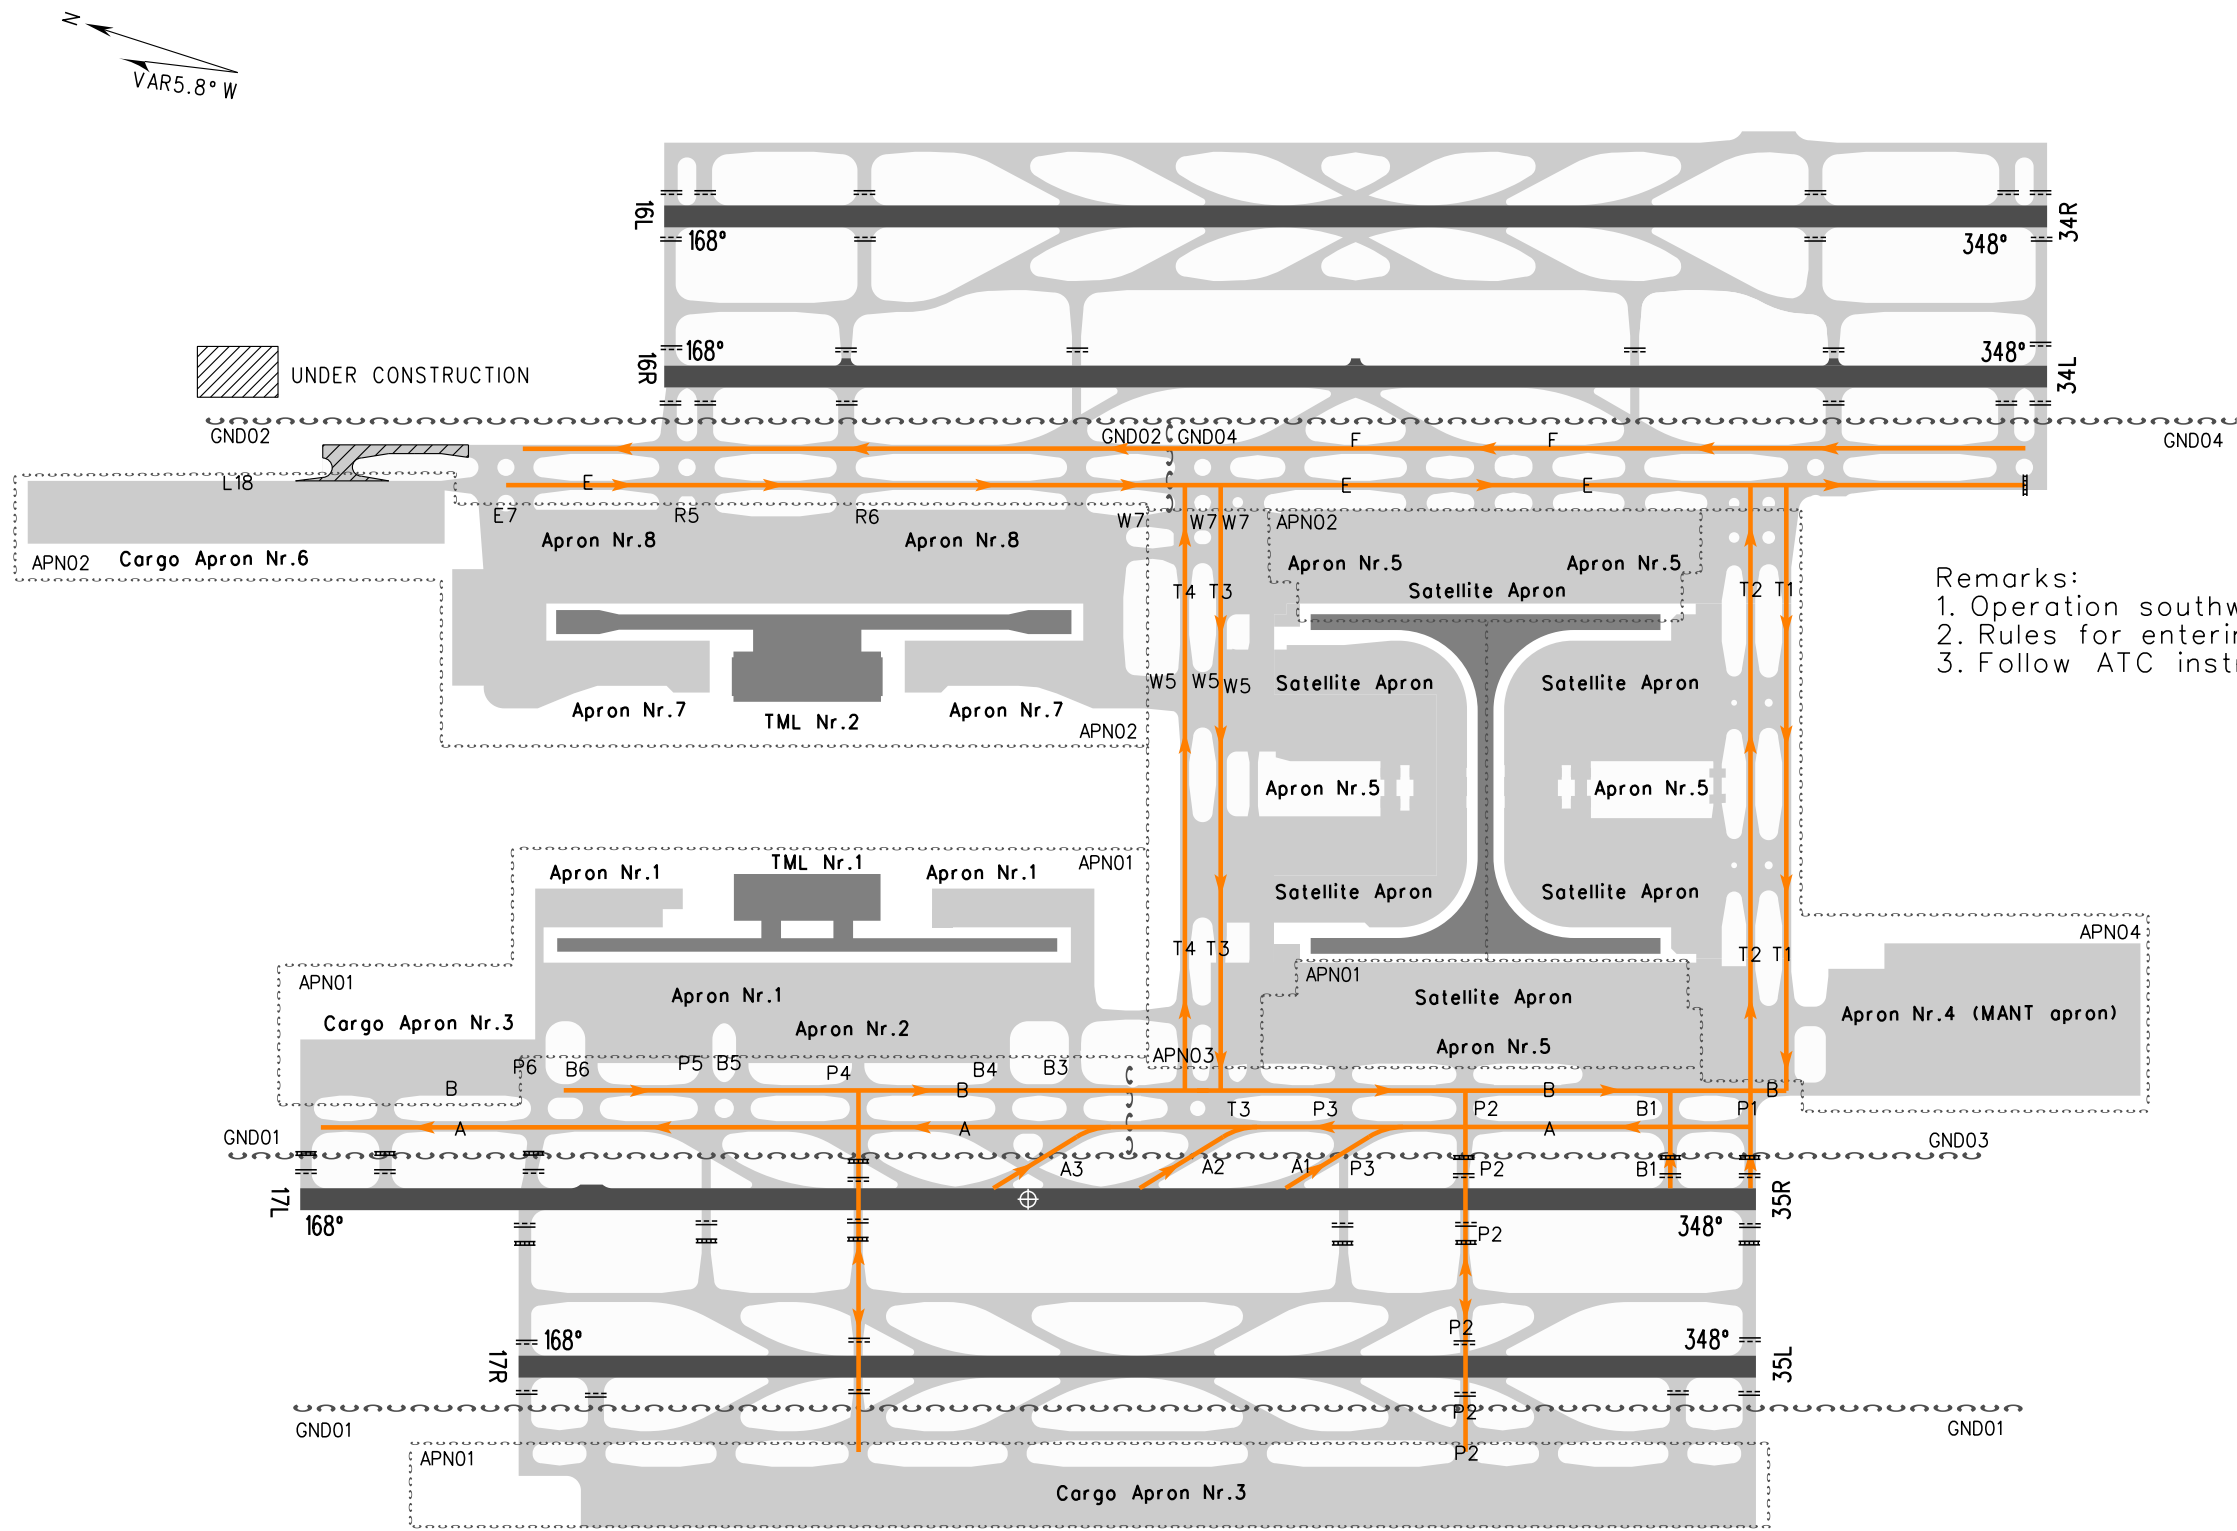 N
VAR5.8° W
16L
168°
348°
34R
16R
168°
348°
34L
UNDER CONSTRUCTION
GND02
GND02
GND04
F
F
GND04
L18
E
E
E
E7
R5
R6
W7
W7
W7
APN02
Apron Nr.8
Apron Nr.8
APN02
Cargo Apron Nr.6
Apron Nr.5
Apron Nr.5
Satellite Apron
T4
T3
T2
T1
Remarks:
1. Operation southw
2. Rules for enterin
3. Follow ATC instr
W5
W5
W5
Satellite Apron
Satellite Apron
Apron Nr.7
TML Nr.2
Apron Nr.7
APN02
Apron Nr.5
Apron Nr.5
Apron Nr.1
TML Nr.1
Apron Nr.1
APN01
Satellite Apron
Satellite Apron
T4
T3
T2
T1
APN04
APN01
APN01
Apron Nr.1
Satellite Apron
Cargo Apron Nr.3
Apron Nr.2
Apron Nr.4 (MANT apron)
Apron Nr.5
APN03
P6
B6
P5
B5
P4
B4
B3
B
B
B
B
T3
P3
P2
B1
P1
GND01
A
A
A
GND03
A3
A2
A1
P3
P2
B1
17L
168°
348°
35R
P2
17R
168°
P2
348°
35L
GND01
P2
GND01
APN01
P2
Cargo Apron Nr.3